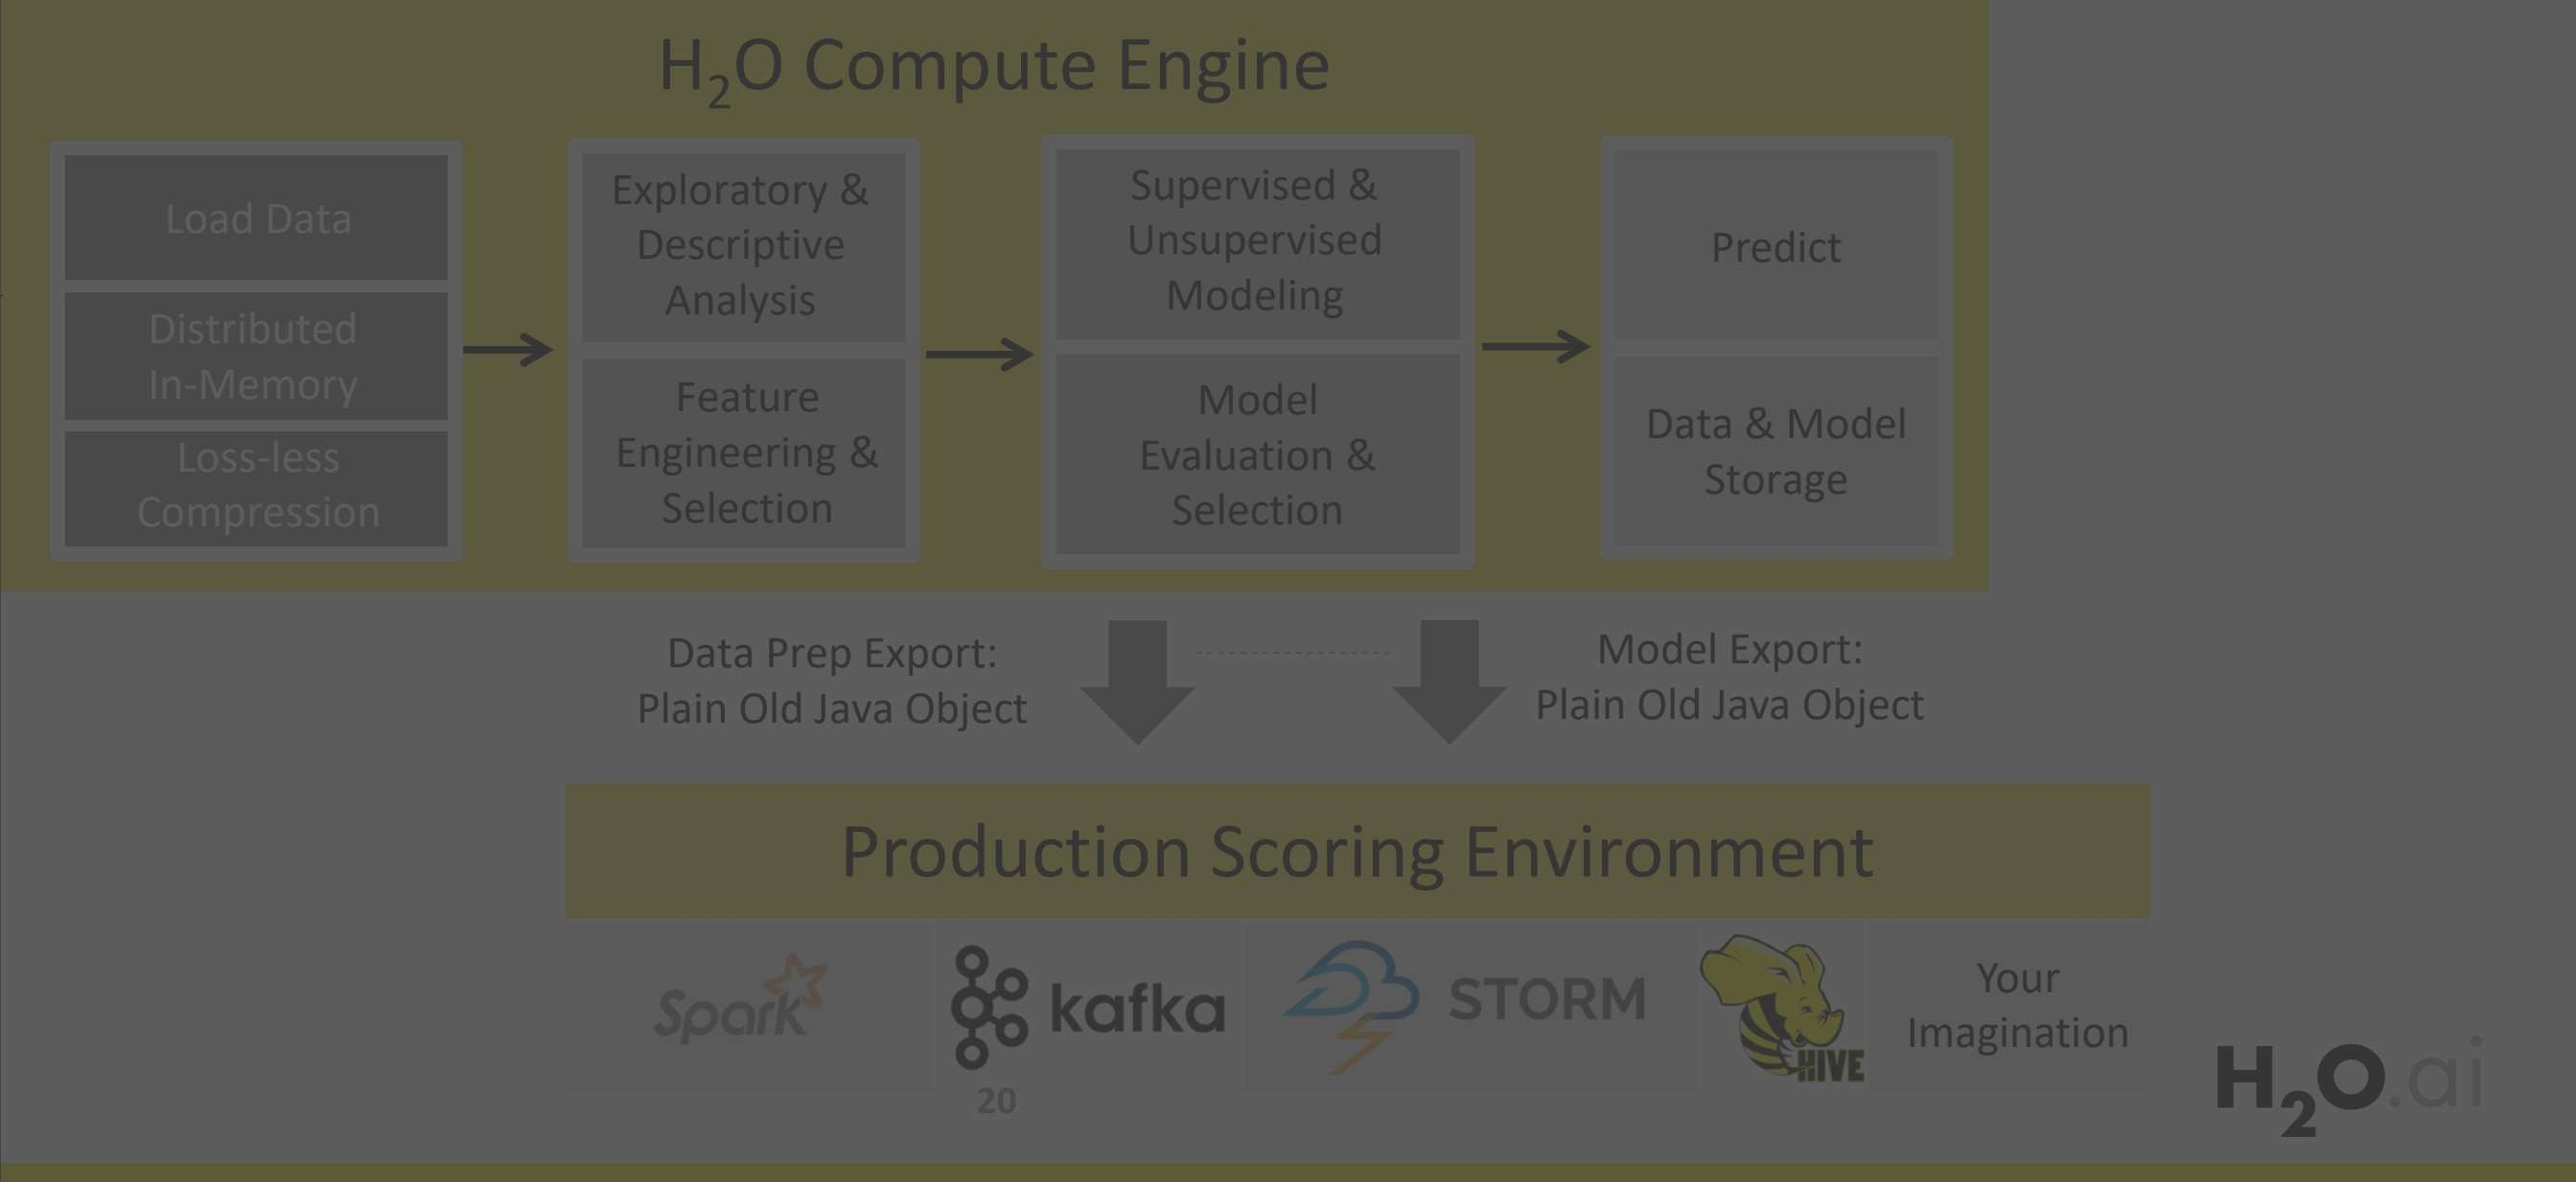 H₂O Compute Engine
Load Data
Distributed
In-Memory
Loss-less
Compression
Exploratory &
Descriptive
Analysis
Feature
Engineering &
Selection
Supervised &
Unsupervised
Modeling
Model
Evaluation &
Selection
Predict
Data & Model
Storage
Data Prep Export:
Plain Old Java Object
Model Export:
Plain Old Java Object
Production Scoring Environment
Spark
kafka
STORM
HIVE
Your
Imagination
20
H₂O.ai